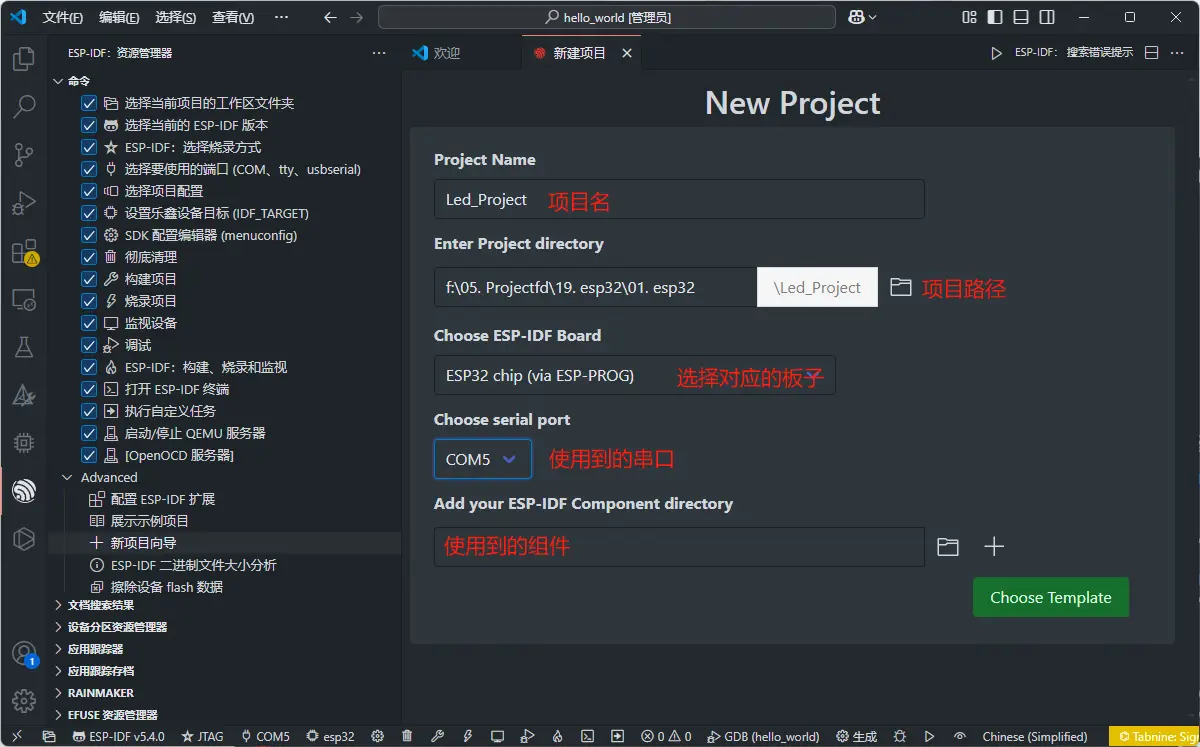 文件(F) 编辑(E) 选择(S) 查看(V) ··· hello_world [管理员]
ESP-IDF：资源管理器 ···
命令
选择当前项目的工作区文件夹
选择当前的 ESP-IDF 版本
ESP-IDF：选择烧录方式
选择要使用的端口 (COM、tty、usbserial)
选择项目配置
设置乐鑫设备目标 (IDF_TARGET)
SDK 配置编辑器 (menuconfig)
彻底清理
构建项目
烧录项目
监视设备
调试
ESP-IDF：构建、烧录和监视
打开 ESP-IDF 终端
执行自定义任务
启动/停止 QEMU 服务器
[OpenOCD 服务器]
Advanced
配置 ESP-IDF 扩展
展示示例项目
新项目向导
ESP-IDF 二进制文件大小分析
擦除设备 flash 数据
文档搜索结果
设备分区资源管理器
应用跟踪器
应用跟踪存档
RAINMAKER
EFUSE 资源管理器
1
欢迎 新建项目 ESP-IDF： 搜索错误提示 ···
New Project
Project Name
Led_Project 项目名
Enter Project directory
f:\05. Projectfd\19. esp32\01. esp32 \Led_Project 项目路径
Choose ESP-IDF Board
ESP32 chip (via ESP-PROG) 选择对应的板子
Choose serial port
COM5 使用到的串口
Add your ESP-IDF Component directory
使用到的组件
Choose Template
ESP-IDF v5.4.0 JTAG COM5 esp32 0 0 GDB (hello_world) 生成 Chinese (Simplified) Tabnine: Sig